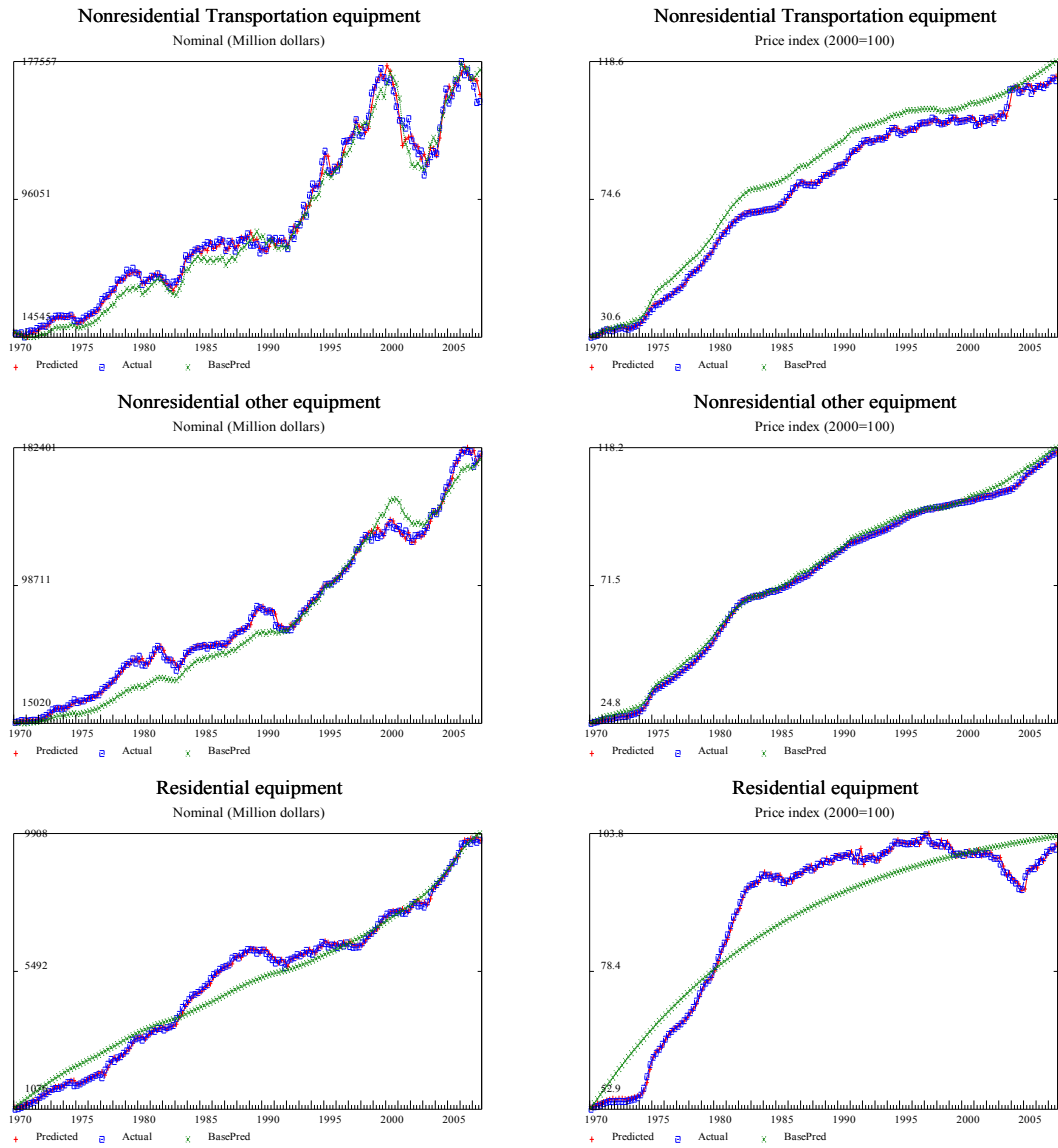 Nonresidential Transportation equipment
Nominal (Million dollars)
177557
96051
14545
1970 1975 1980 1985 1990 1995 2000 2005
Predicted Actual BasePred
Nonresidential Transportation equipment
Price index (2000=100)
118.6
74.6
30.6
1970 1975 1980 1985 1990 1995 2000 2005
Predicted Actual BasePred
Nonresidential other equipment
Nominal (Million dollars)
182401
98711
15020
1970 1975 1980 1985 1990 1995 2000 2005
Predicted Actual BasePred
Nonresidential other equipment
Price index (2000=100)
118.2
71.5
24.8
1970 1975 1980 1985 1990 1995 2000 2005
Predicted Actual BasePred
Residential equipment
Nominal (Million dollars)
9908
5492
1970 1975 1980 1985 1990 1995 2000 2005
Predicted Actual BasePred
Residential equipment
Price index (2000=100)
103.8
78.4
52.9
1970 1975 1980 1985 1990 1995 2000 2005
Predicted Actual BasePred